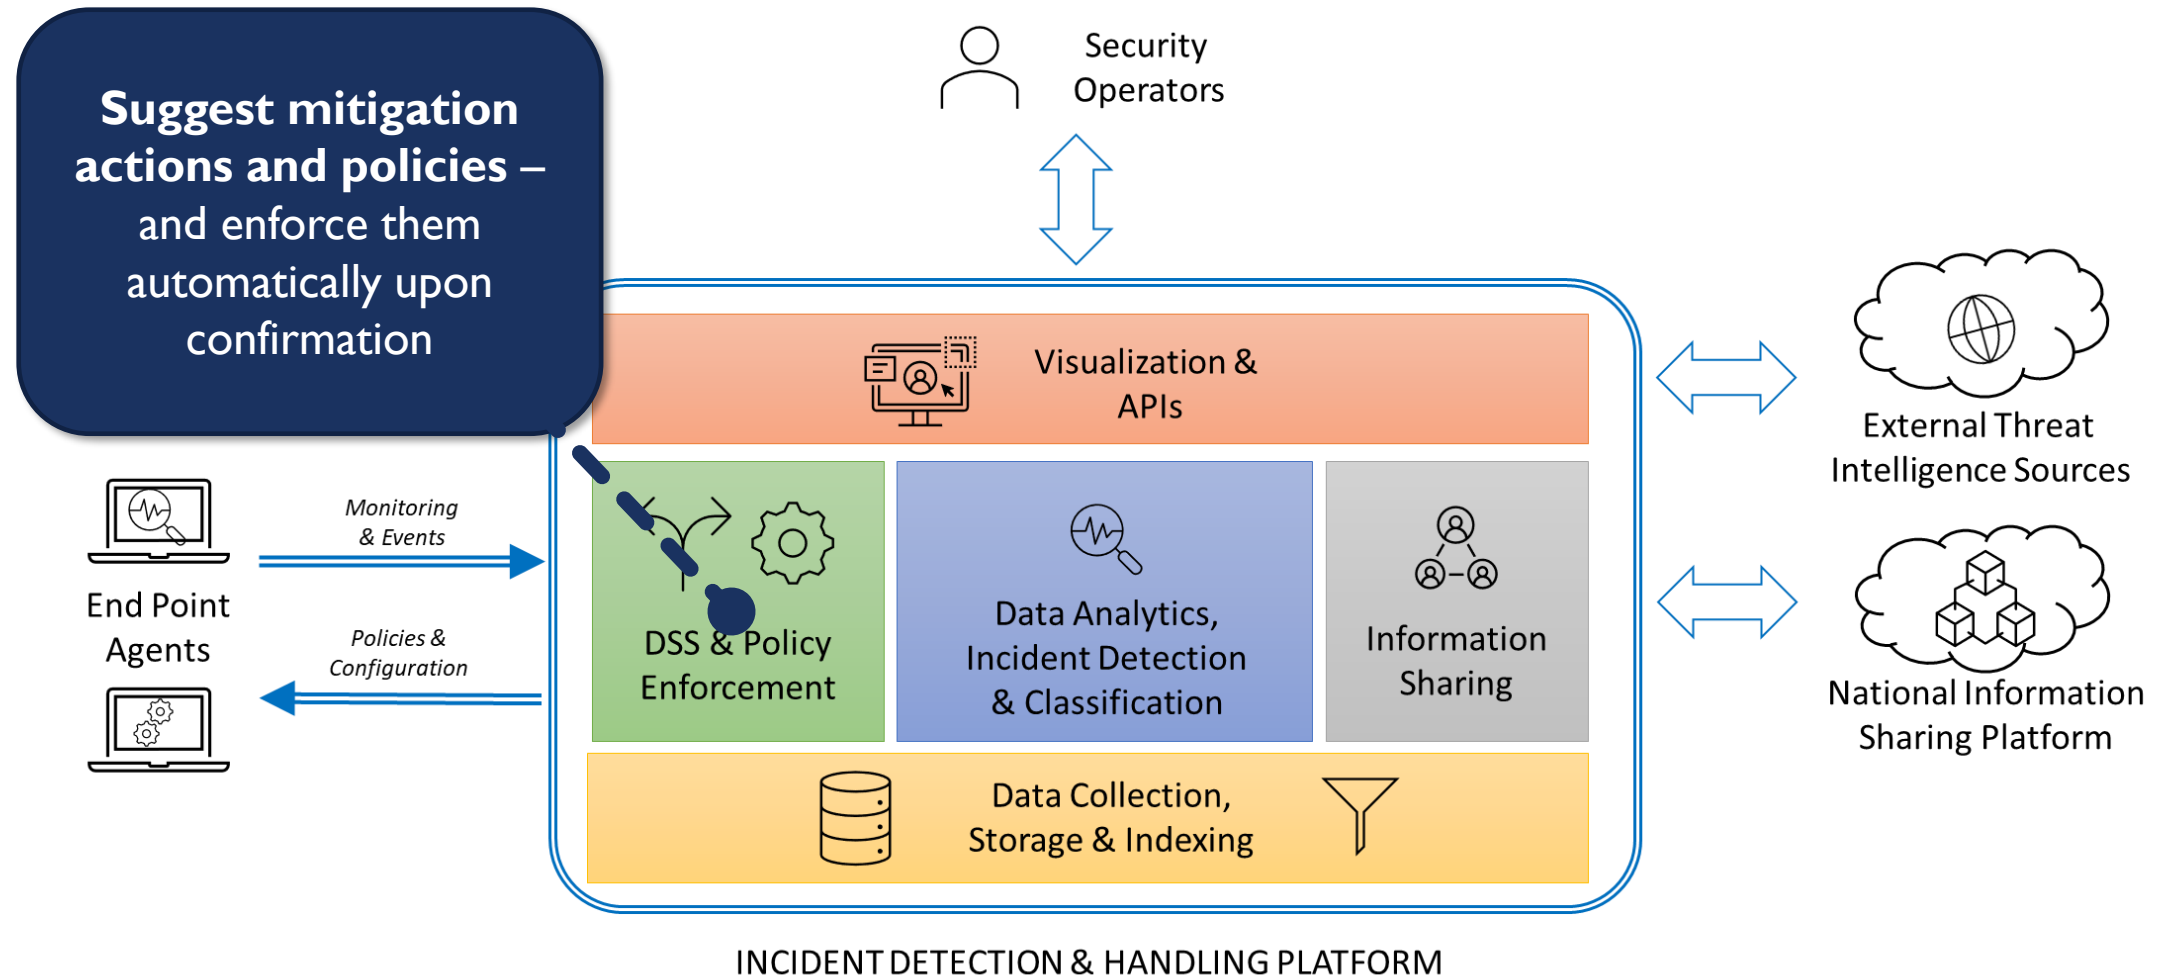 Suggest mitigation
actions and policies –
and enforce them
automatically upon
confirmation
Security
Operators
Visualization &
APIs
External Threat
Intelligence Sources
Monitoring
& Events
End Point
Agents
Policies &
Configuration
DSS & Policy
Enforcement
Data Analytics,
Incident Detection
& Classification
Information
Sharing
National Information
Sharing Platform
Data Collection,
Storage & Indexing
INCIDENT DETECTION & HANDLING PLATFORM